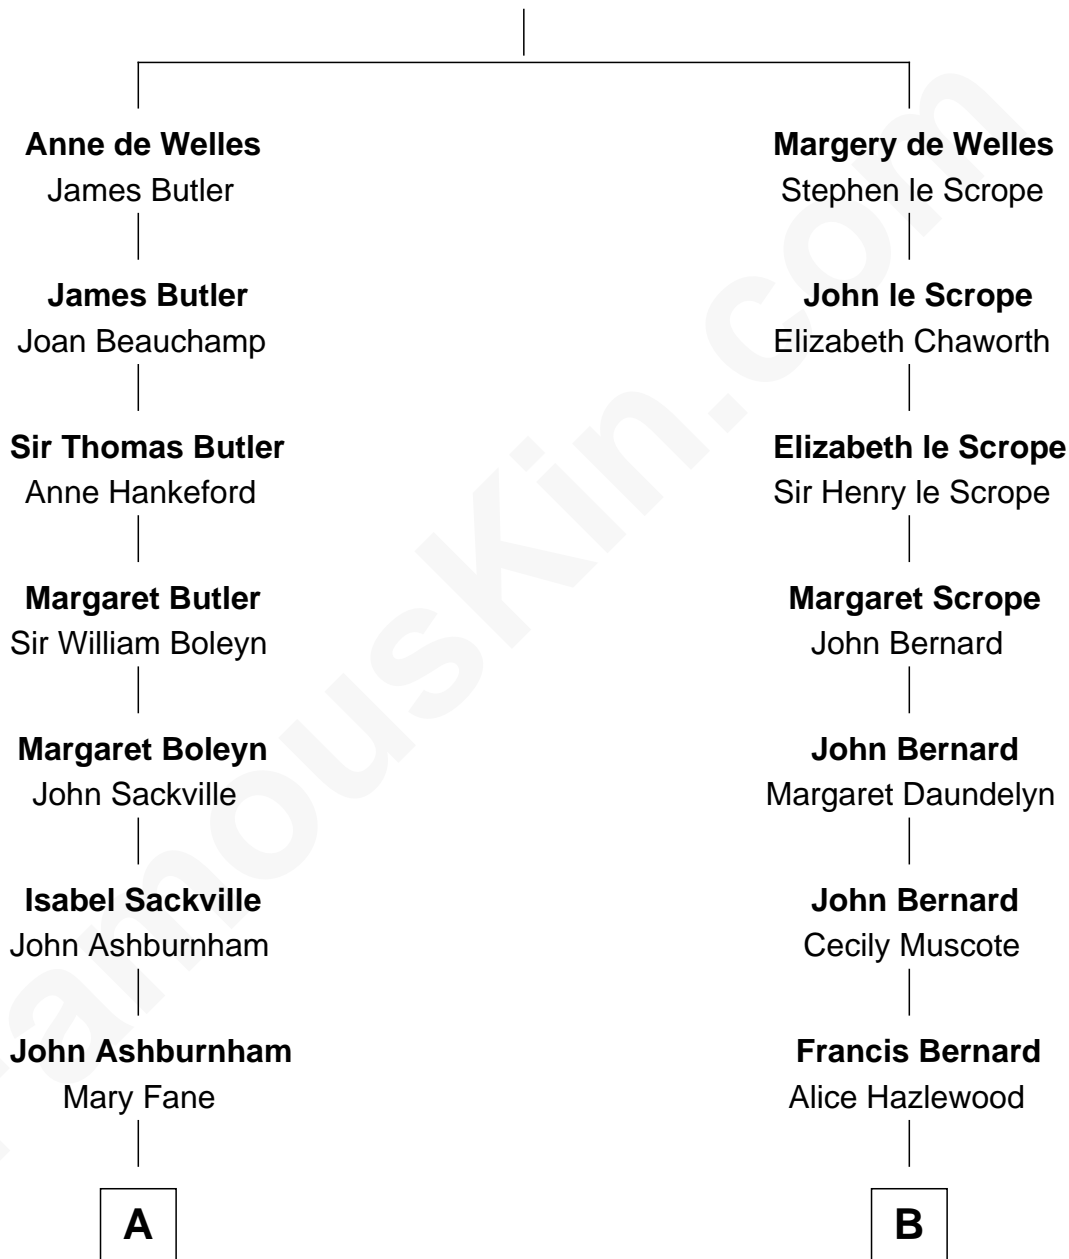 Anne de Welles
James Butler
James Butler
Joan Beauchamp
Sir Thomas Butler
Anne Hankeford
Margaret Butler
Sir William Boleyn
Margaret Boleyn
John Sackville
Isabel Sackville
John Ashburnham
John Ashburnham
Mary Fane
A
Margery de Welles
Stephen le Scrope
John le Scrope
Elizabeth Chaworth
Elizabeth le Scrope
Sir Henry le Scrope
Margaret Scrope
John Bernard
John Bernard
Margaret Daundelyn
John Bernard
Cecily Muscote
Francis Bernard
Alice Hazlewood
B
FamousKin.com